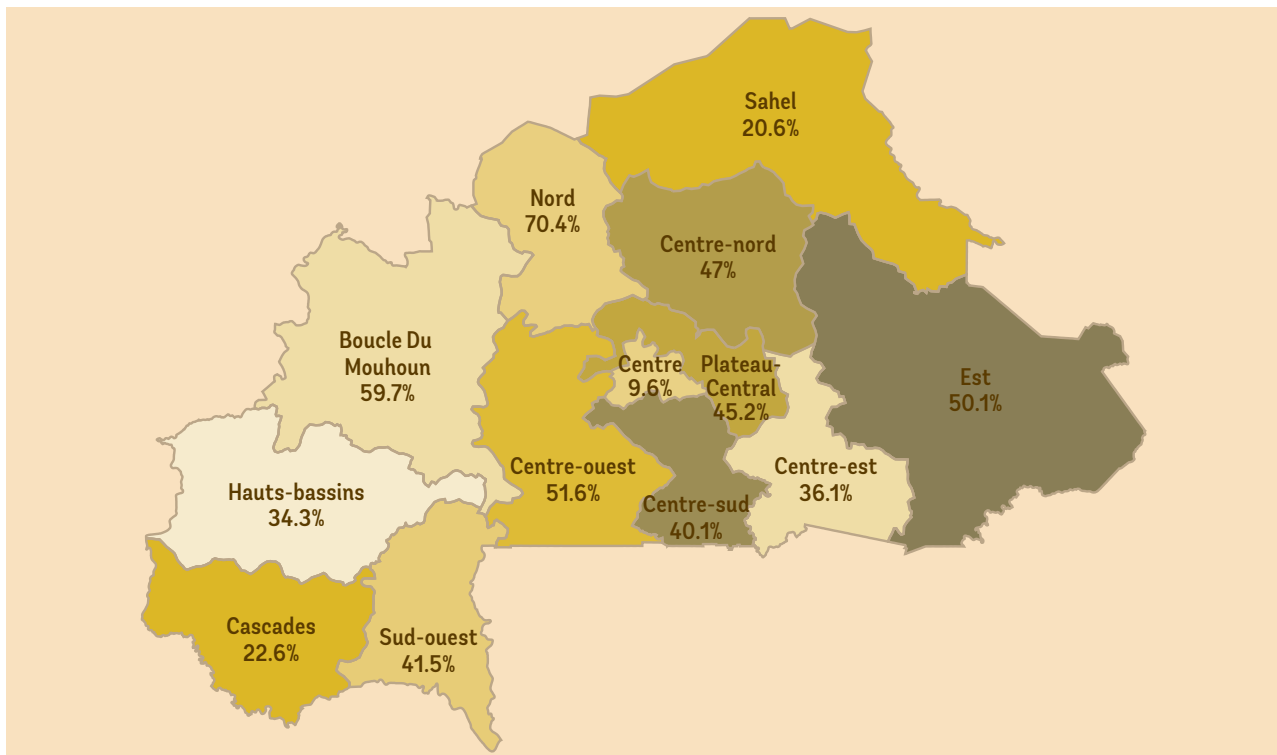 Sahel
20.6%
Nord
70.4%
Centre-nord
47%
Boucle Du
Mouhoun
59.7%
Centre
9.6%
Plateau-
Central
45.2%
Est
50.1%
Centre-ouest
51.6%
Centre-est
36.1%
Hauts-bassins
34.3%
Centre-sud
40.1%
Cascades
22.6%
Sud-ouest
41.5%